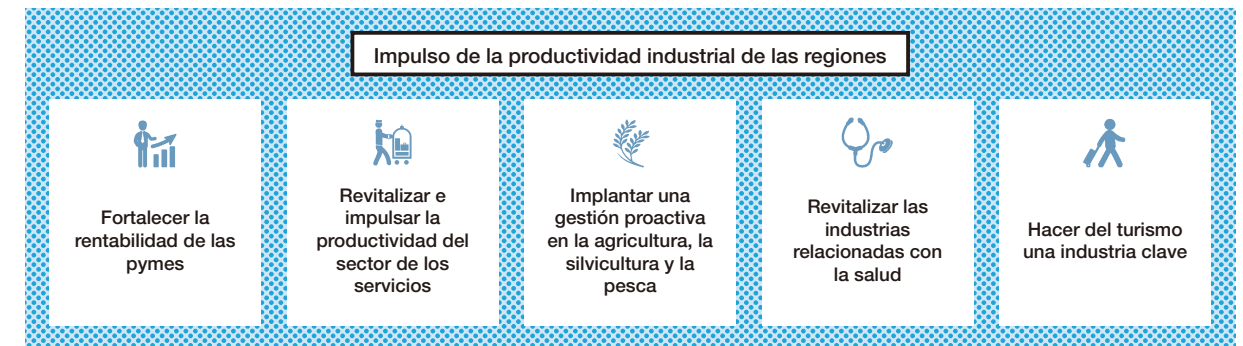 Impulso de la productividad industrial de las regiones
Fortalecer la
rentabilidad de las
pymes
Revitalizar e
impulsar la
productividad del
sector de los
servicios
Implantar una
gestión proactiva
en la agricultura, la
silvicultura y la
pesca
Revitalizar las
industrias
relacionadas con
la salud
Hacer del turismo
una industria clave